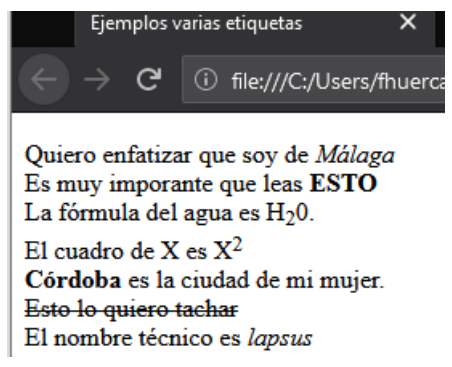 Ejemplos varias etiquetas
file:///C:/Users/fhuerca
Quiero enfatizar que soy de Málaga
Es muy imporante que leas ESTO
La fórmula del agua es H₂0.
El cuadro de X es X²
Córdoba es la ciudad de mi mujer.
Esto lo quiero tachar
El nombre técnico es lapsus